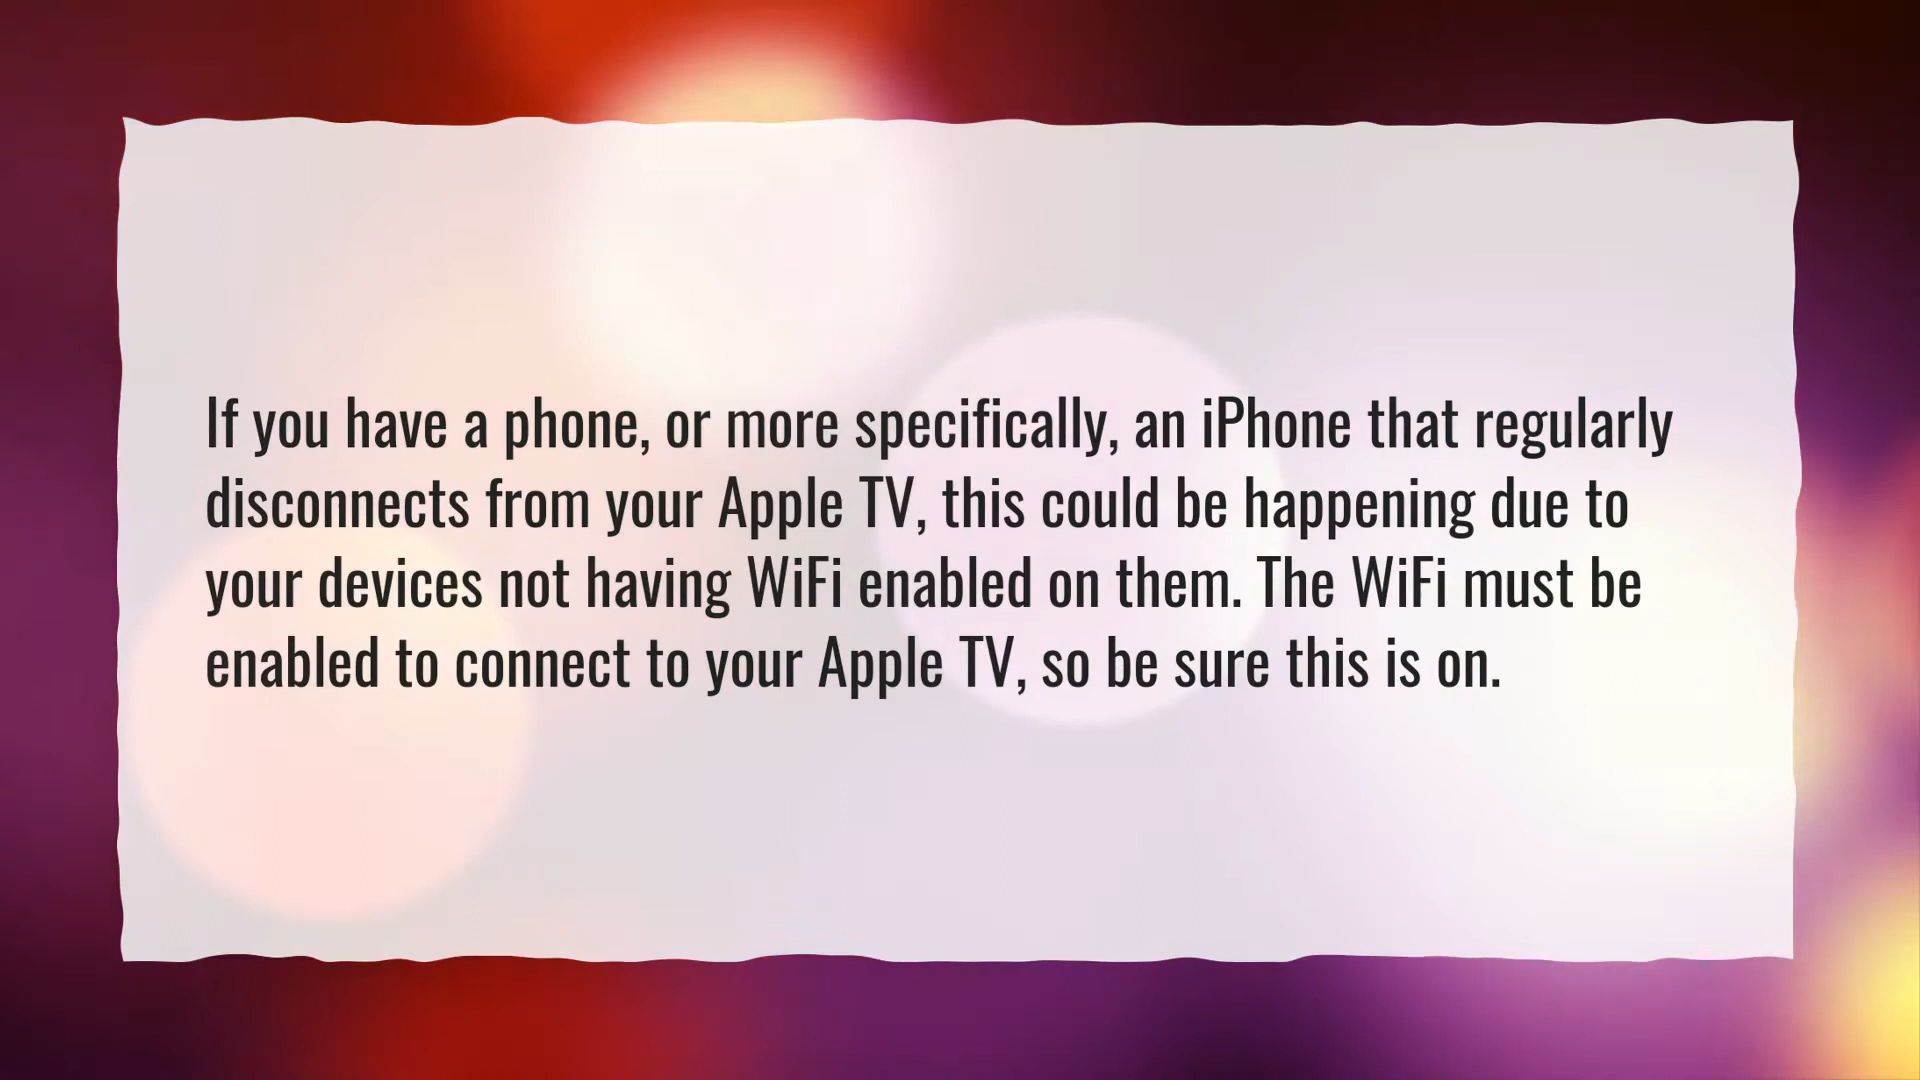 If you have a phone, or more specifically, an iPhone that regularly
disconnects from your Apple TV, this could be happening due to
your devices not having WiFi enabled on them. The WiFi must be
enabled to connect to your Apple TV, so be sure this is on.